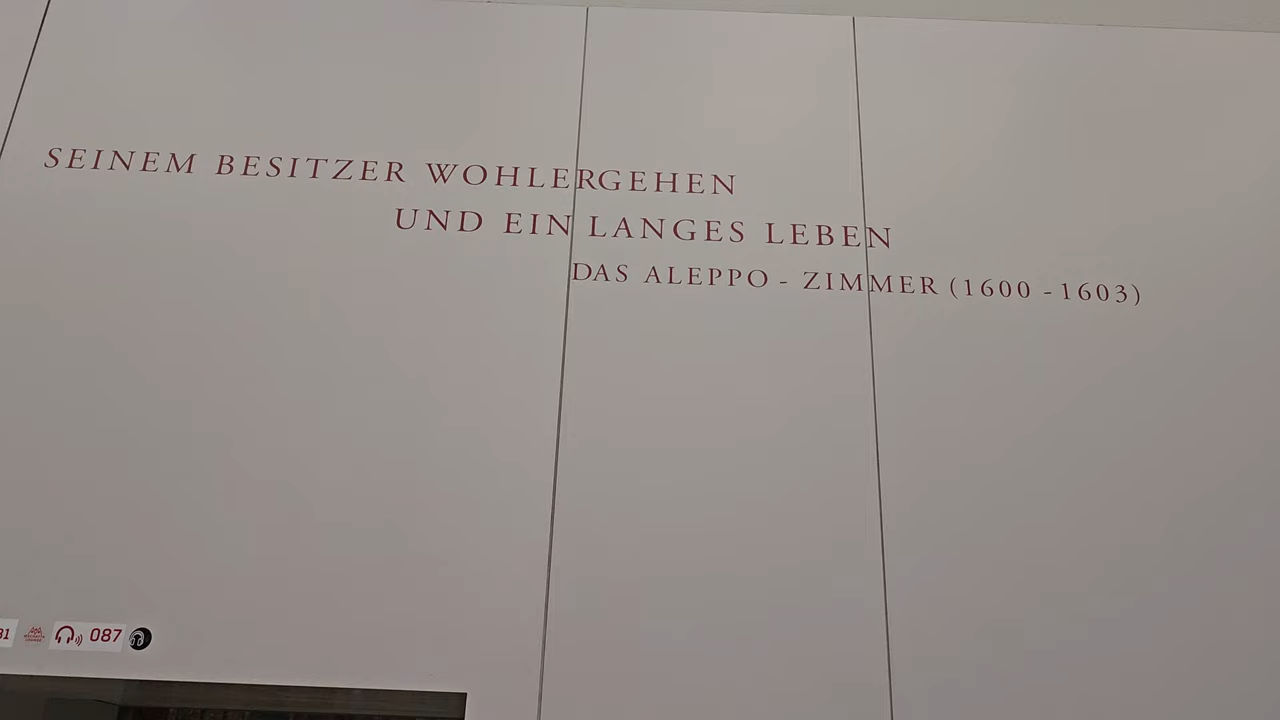 SEINEM BESITZER WOHLERGEHEN
UND EIN LANGES LEBEN
DAS ALEPPO - ZIMMER (1600 - 1603)
087